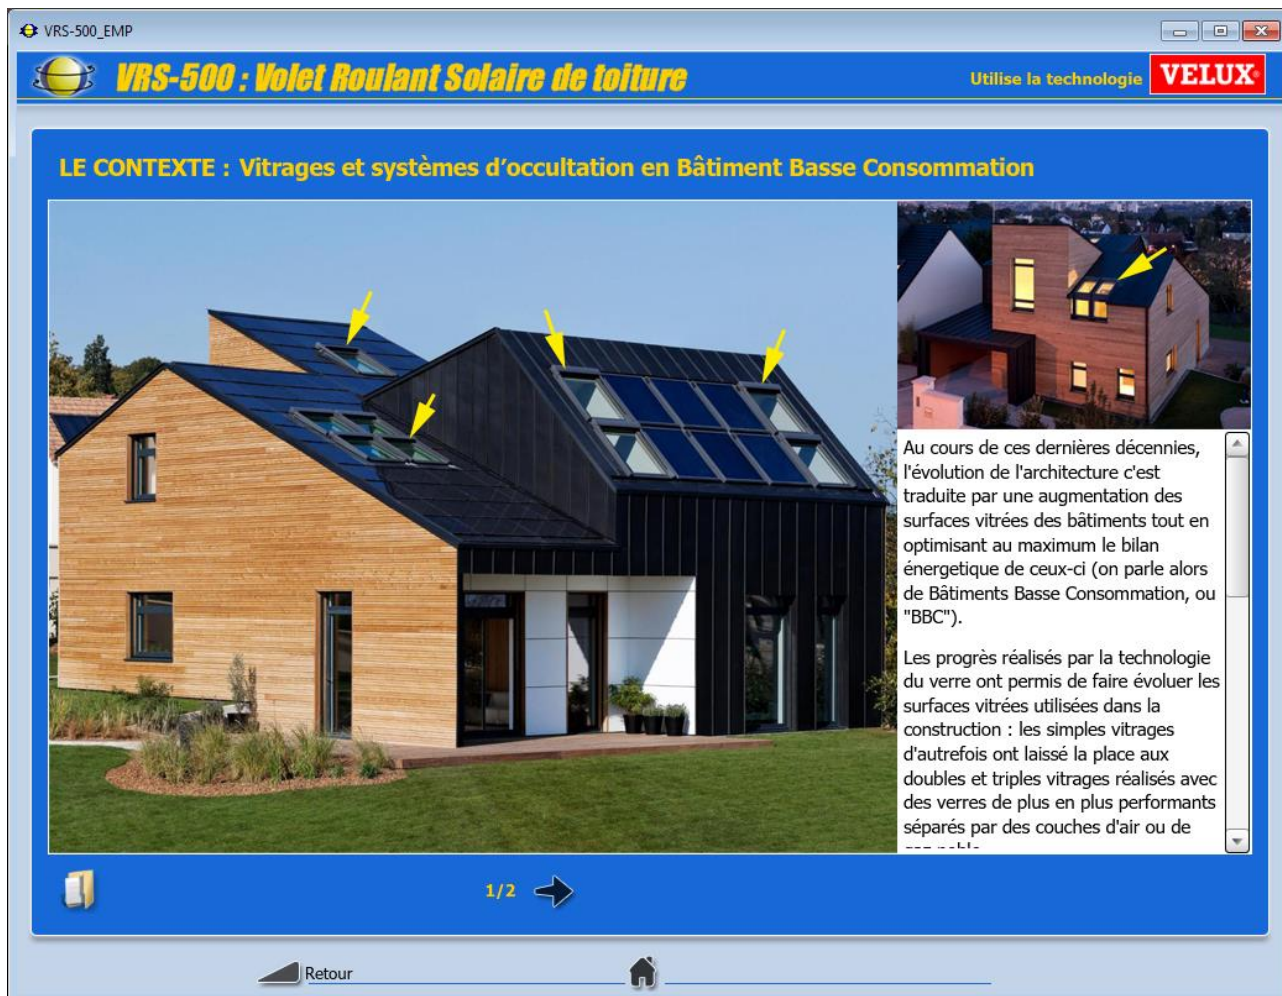 VRS-500_EMP
VRS-500 : Volet Roulant Solaire de toiture
Utilise la technologie
VELUX
LE CONTEXTE : Vitrages et systèmes d'occultation en Bâtiment Basse Consommation
Au cours de ces dernières décennies,
l'évolution de l'architecture c'est
traduite par une augmentation des
surfaces vitrées des bâtiments tout en
optimisant au maximum le bilan
énergetique de ceux-ci (on parle alors
de Bâtiments Basse Consommation, ou
"BBC").
Les progrès réalisés par la technologie
du verre ont permis de faire évoluer les
surfaces vitrées utilisées dans la
construction : les simples vitrages
d'autrefois ont laissé la place aux
doubles et triples vitrages réalisés avec
des verres de plus en plus performants
séparés par des couches d'air ou de
1/2
Retour